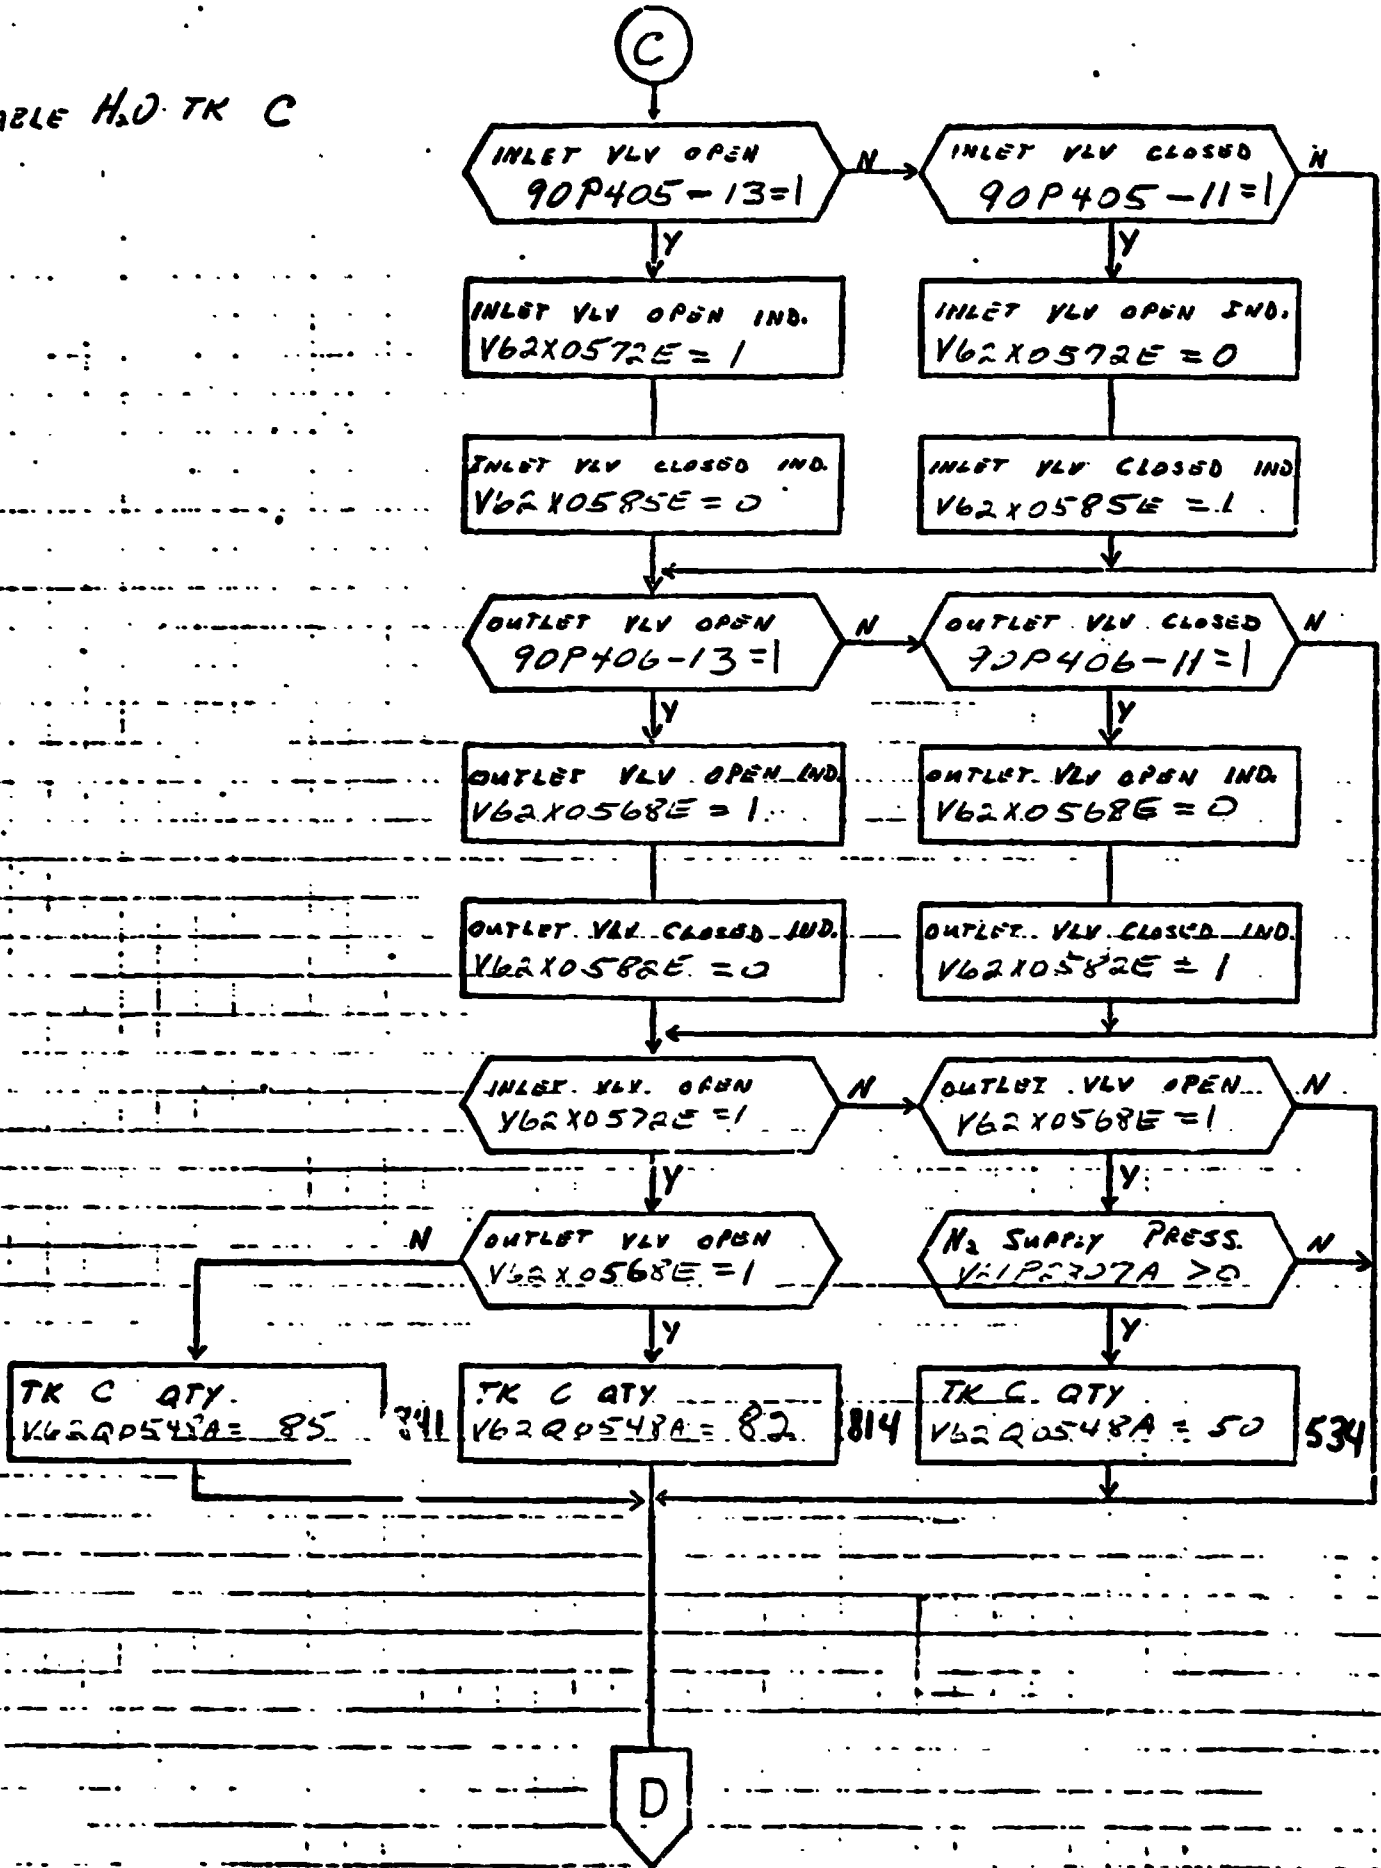 C
H₂O TK C
INLET VLV OPEN
90P405-13=1
N
INLET VLV CLOSED
90P405-11=1
N
Y
Y
INLET VLV OPEN IND.
V62X0572E = 1
INLET VLV OPEN IND.
V62X0572E = 0
INLET VLV CLOSED IND.
V62X0585E = 0
INLET VLV CLOSED IND
V62X0585E = 1
OUTLET VLV OPEN
90P406-13=1
N
OUTLET VLV CLOSED
90P406-11=1
N
Y
Y
OUTLET VLV OPEN IND.
V62X0568E = 1
OUTLET VLV OPEN IND.
V62X0568E = 0
OUTLET VLV CLOSED IND.
V62X0582E = 0
OUTLET VLV CLOSED IND.
V62X0582E = 1
INLET VLV OPEN
V62X0572E = 1
N
OUTLET VLV OPEN
V62X0568E = 1
N
Y
Y
N
OUTLET VLV OPEN
V62X0568E = 1
N₂ SUPPLY PRESS.
>0
N
Y
Y
TK C QTY.
V62Q0548A = 85
841
TK C QTY
V62Q0548A = 82
814
TK C QTY
V62Q0548A = 50
534
D